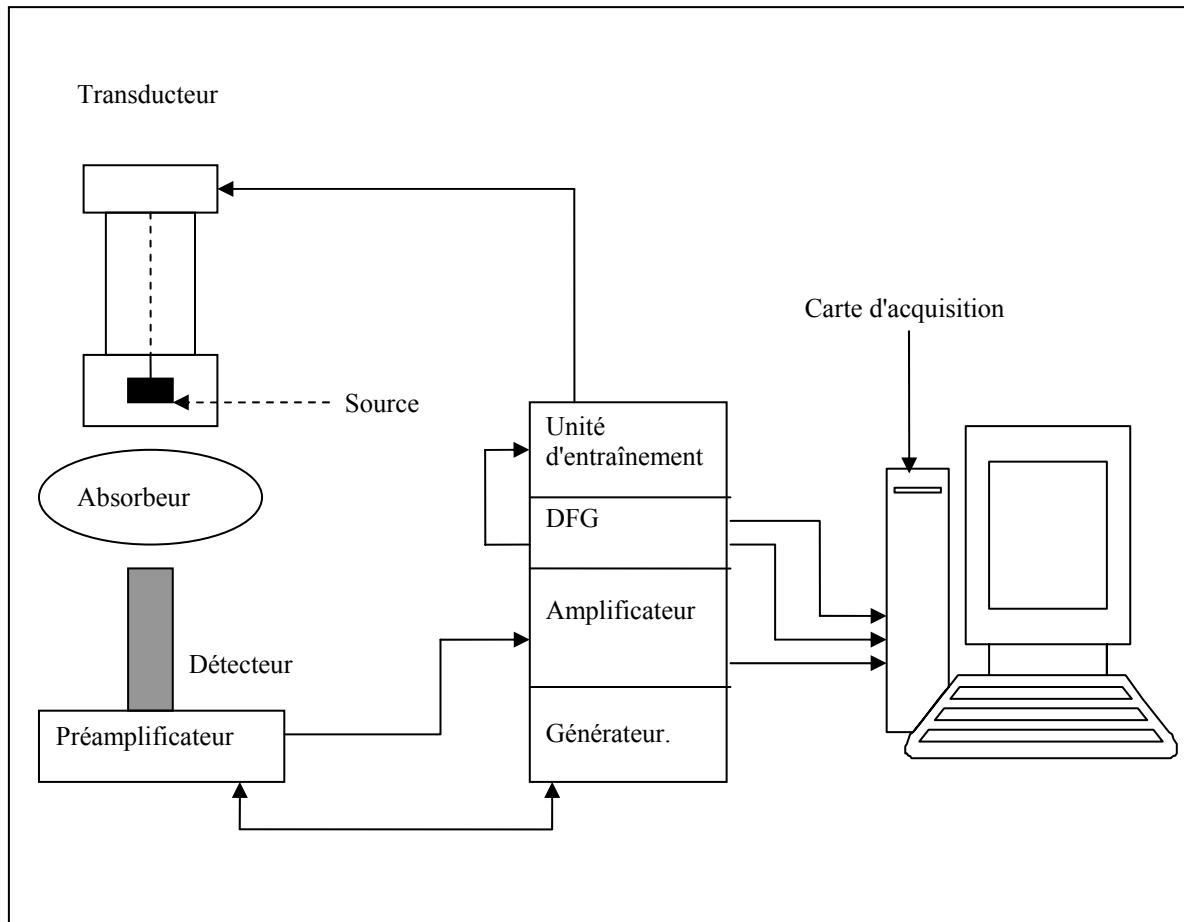 Transducteur
Carte d'acquisition
Source
Unité
d'entraînement
Absorbeur
DFG
Amplificateur
Détecteur
Préamplificateur
Générateur.